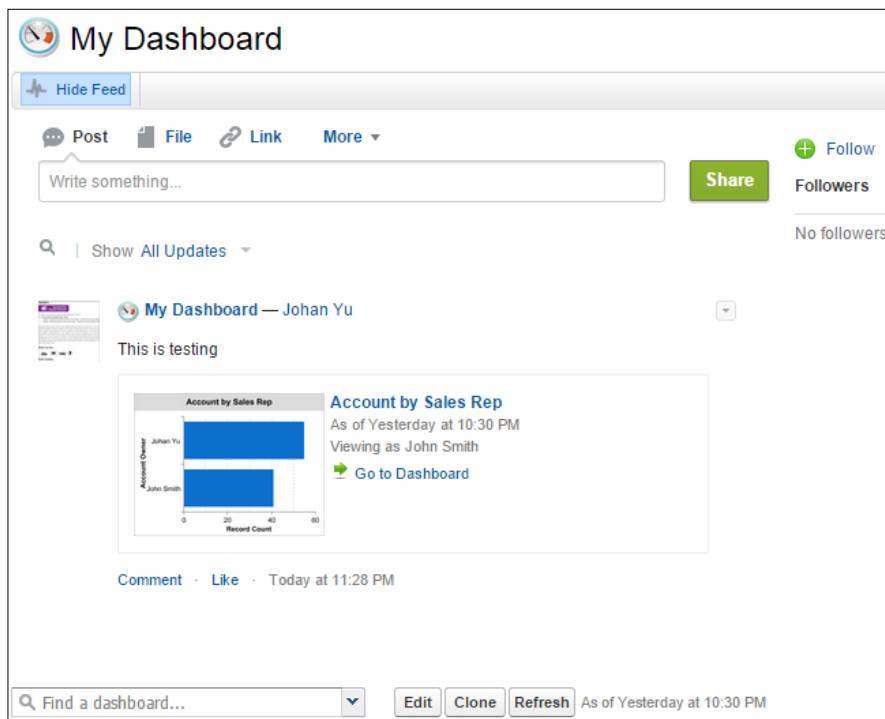 My Dashboard
Hide Feed
Post File Link More
Write something... Share
Follow
Followers
No followers
Show All Updates
My Dashboard — Johan Yu
This is testing
Account by Sales Rep
Account Owner
Johan Yu
John Smith
0 20 40 60
Record Count
Account by Sales Rep
As of Yesterday at 10:30 PM
Viewing as John Smith
Go to Dashboard
Comment · Like · Today at 11:28 PM
Find a dashboard... Edit Clone Refresh As of Yesterday at 10:30 PM